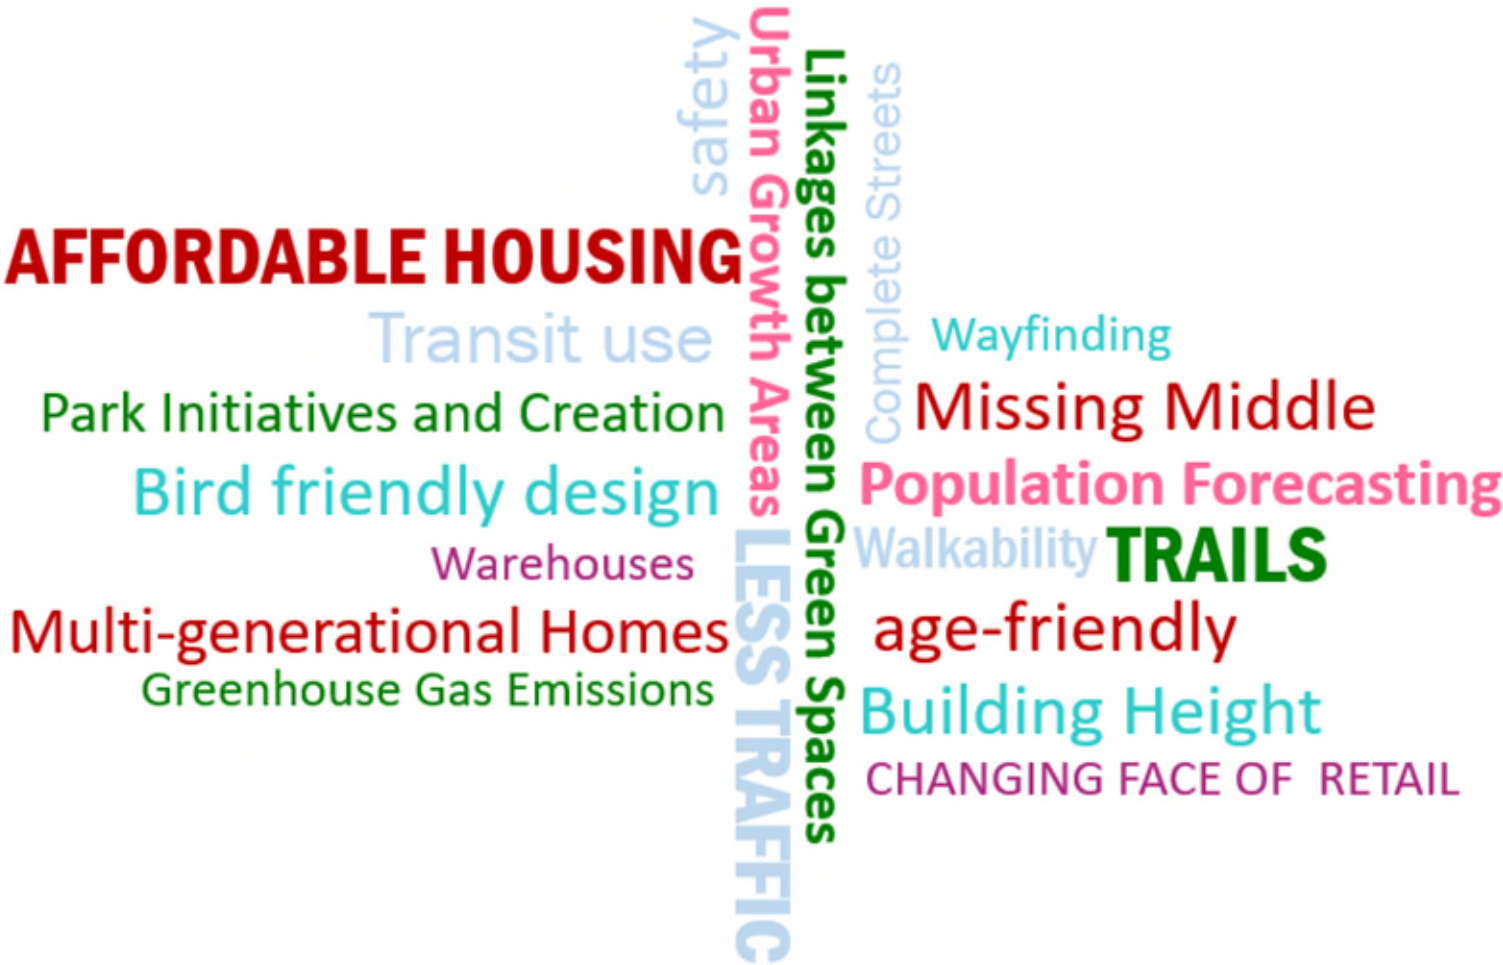 safety
Urban Growth Areas
Linkages between Green Spaces
Complete Streets
AFFORDABLE HOUSING
Transit use
Park Initiatives and Creation
Bird friendly design
Warehouses
Multi-generational Homes
Greenhouse Gas Emissions
LESS TRAFFIC
Wayfinding
Missing Middle
Population Forecasting
Walkability
TRAILS
age-friendly
Building Height
CHANGING FACE OF RETAIL